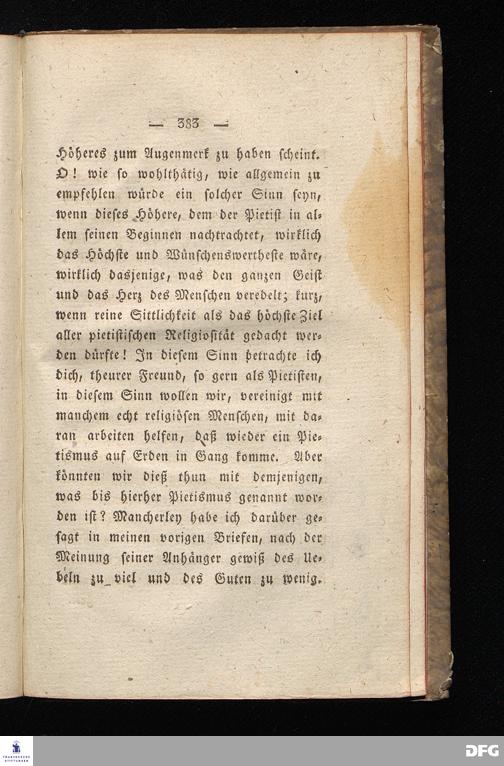 — 383 —
Höheres zum Augenmerk zu haben scheint.
O! wie so wohlthätig, wie allgemein zu
empfehlen würde ein solcher Sinn seyn,
wenn dieses Höhere, dem der Pietist in al-
lem seinen Beginnen nachtrachtet, wirklich
das Höchste und Wünschenswertheste wäre,
wirklich dasjenige, was den ganzen Geist
und das Herz des Menschen veredelt; kurz,
wenn reine Sittlichkeit als das höchste Ziel
aller pietistischen Religiosität gedacht wer-
den dürfte! In diesem Sinn betrachte ich
dich, theurer Freund, so gern als Pietisten,
in diesem Sinn wollen wir, vereinigt mit
manchem echt religiösen Menschen, mit da-
ran arbeiten helfen, daß wieder ein Pie-
tismus auf Erden in Gang komme. Aber
könnten wir dieß thun mit demjenigen,
was bis hierher Pietismus genannt wor-
den ist? Mancherley habe ich darüber ge-
sagt in meinen vorigen Briefen, nach der
Meinung seiner Anhänger gewiß des Ue-
beln zu viel und des Guten zu wenig.
FRANCKESCHE
STIFTUNGEN
DFG